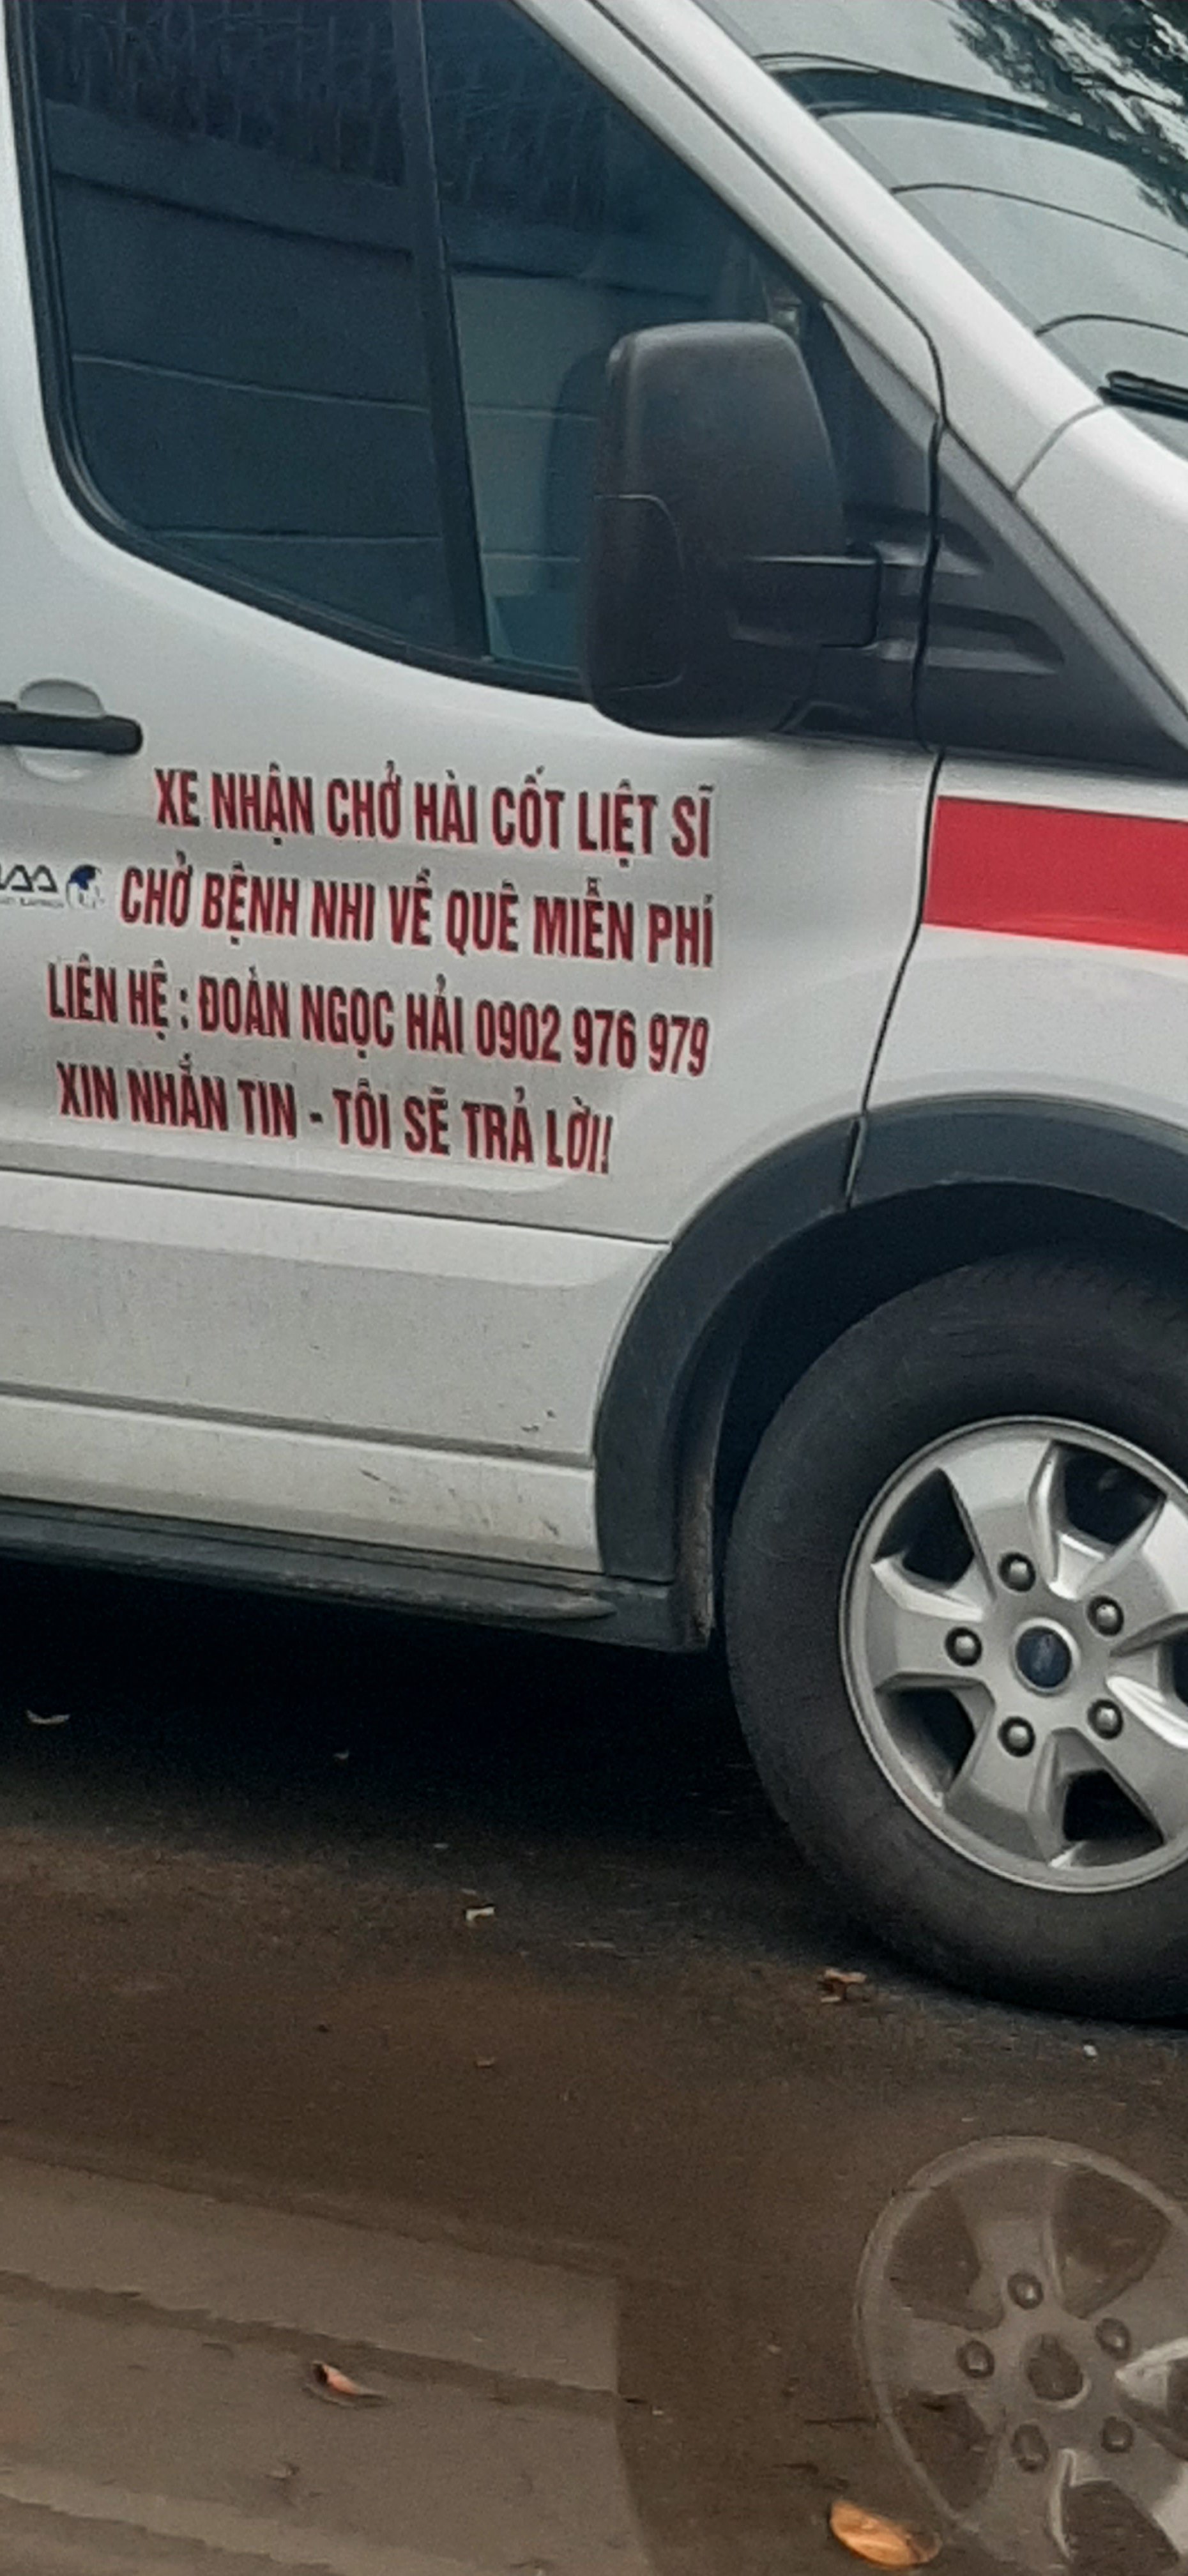 XE NHẬN CHỞ HÀI CỐT LIỆT SĨ
CHỞ BỆNH NHI VỀ QUÊ MIỄN PHÍ
LIÊN HỆ : ĐOÀN NGỌC HẢI 0902 976 979
XIN NHẮN TIN - TÔI SẼ TRẢ LỜI!